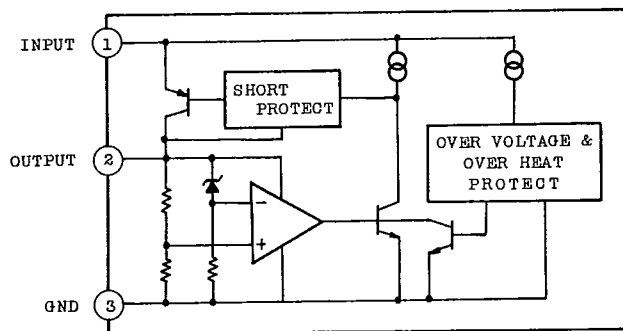 INPUT 1
SHORT
PROTECT
OUTPUT 2
OVER VOLTAGE &
OVER HEAT
PROTECT
−
+
GND 3